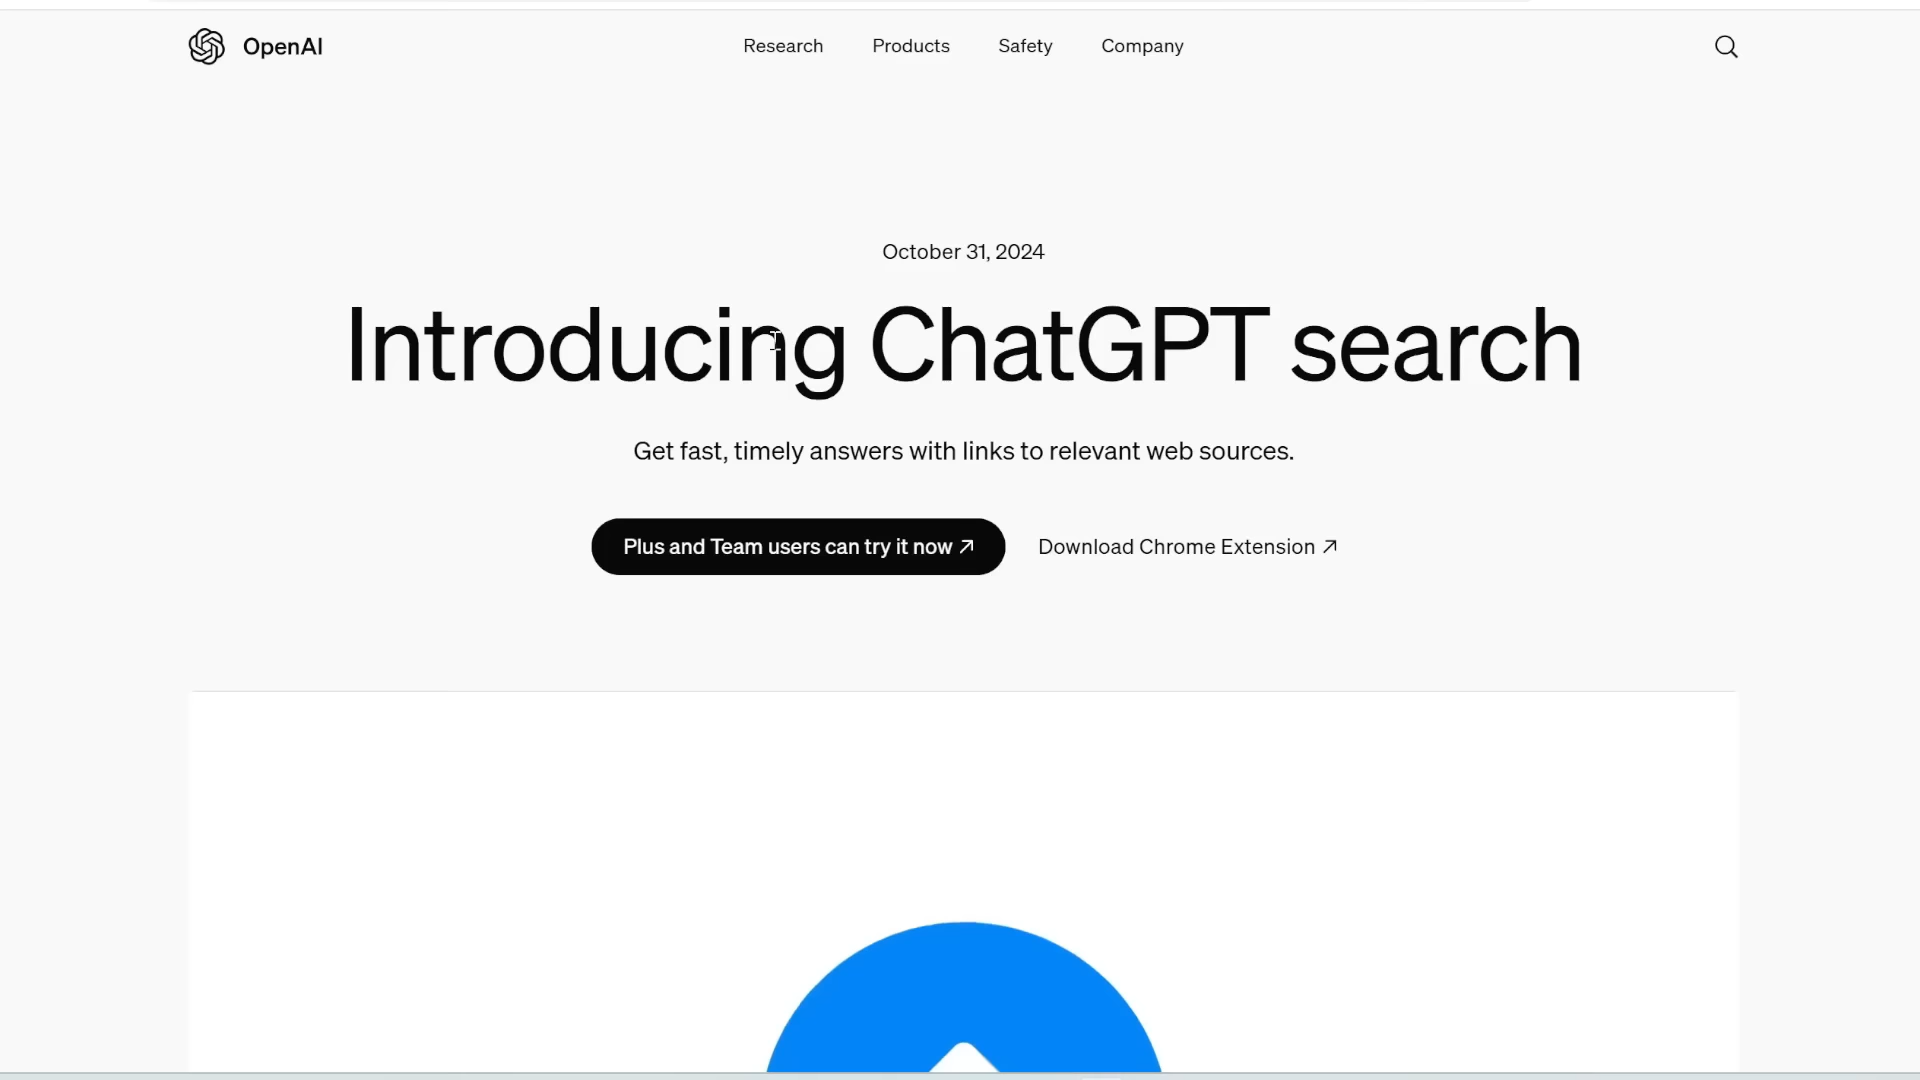 OpenAI
Research Products Safety Company
October 31, 2024
Introducing ChatGPT search
Get fast, timely answers with links to relevant web sources.
Plus and Team users can try it now ↗ Download Chrome Extension ↗